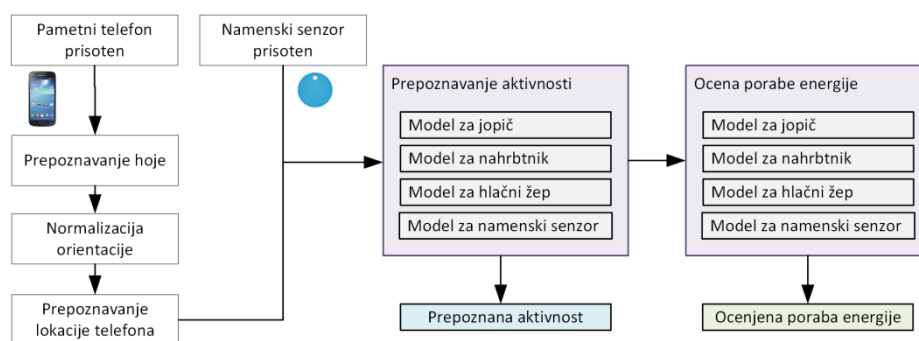 Pametni telefon
prisoten
Namenski senzor
prisoten
Prepoznavanje hoje
Normalizacija
orientacije
Prepoznavanje
lokacije telefona
Prepoznavanje aktivnosti
Model za jopič
Model za nahrbtnik
Model za hlačni žep
Model za namenski senzor
Prepoznana aktivnost
Ocena porabe energije
Model za jopič
Model za nahrbtnik
Model za hlačni žep
Model za namenski senzor
Ocenjena poraba energije